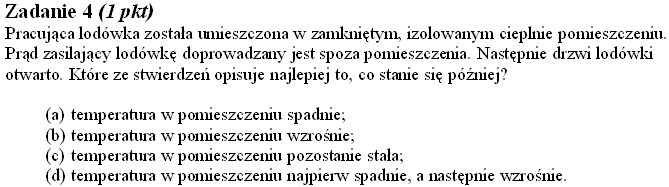 Zadanie 4 (1 pkt)
Pracująca lodówka została umieszczona w zamkniętym, izolowanym cieplnie pomieszczeniu.
Prąd zasilający lodówkę doprowadzany jest spoza pomieszczenia. Następnie drzwi lodówki
otwarto. Które ze stwierdzeń opisuje najlepiej to, co stanie się później?
(a) temperatura w pomieszczeniu spadnie;
(b) temperatura w pomieszczeniu wzrośnie;
(c) temperatura w pomieszczeniu pozostanie stała;
(d) temperatura w pomieszczeniu najpierw spadnie, a następnie wzrośnie.